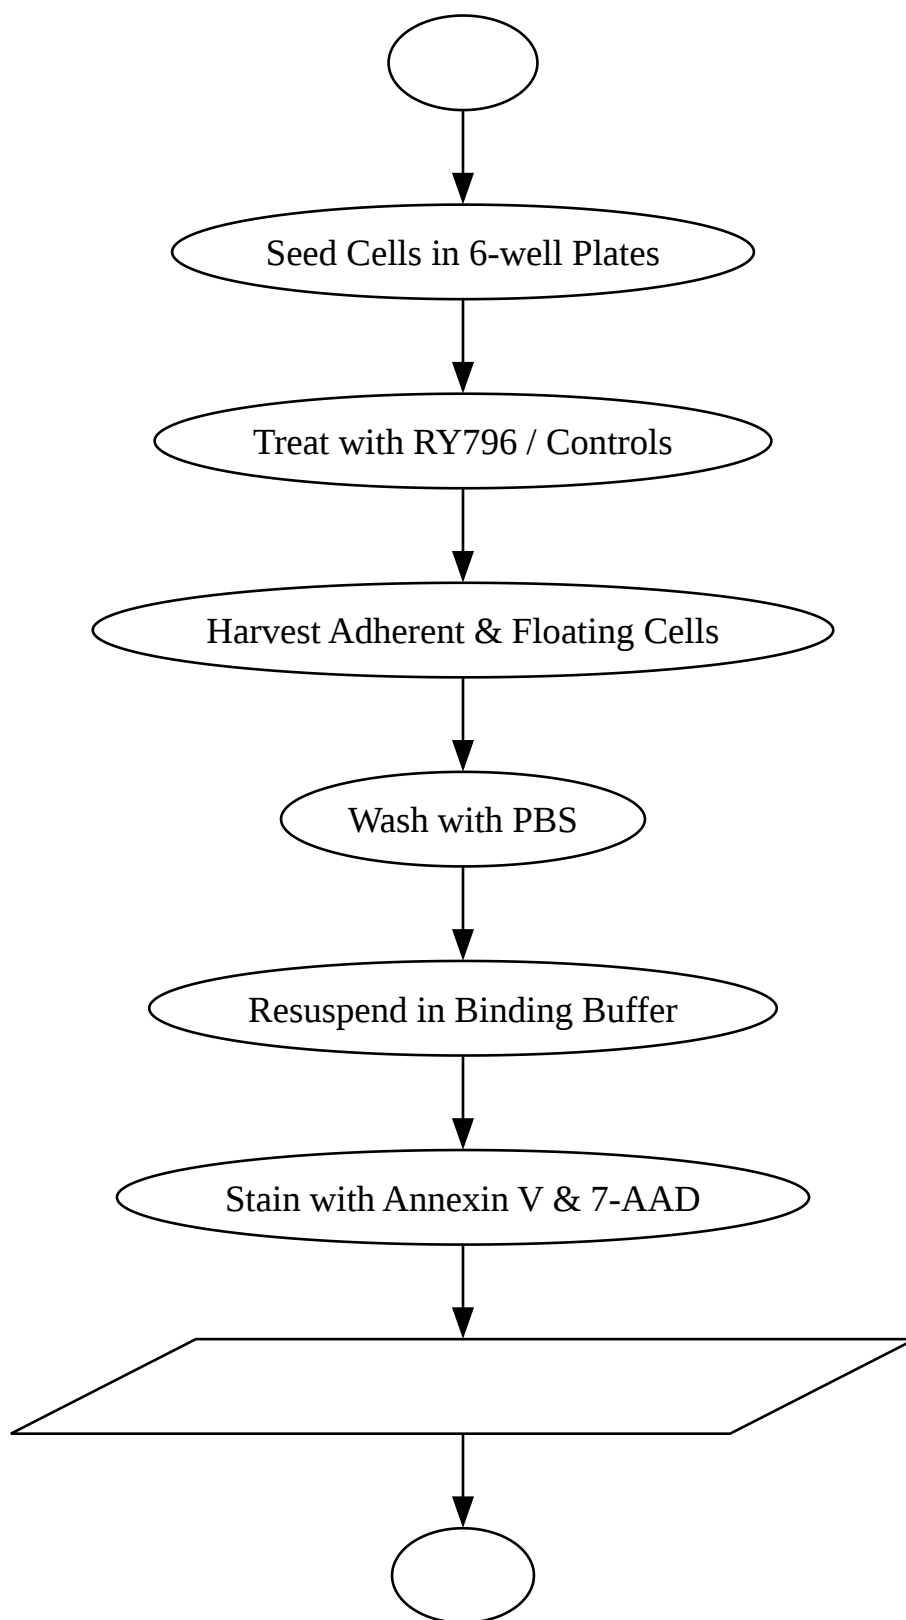 Seed Cells in 6-well Plates
Treat with RY796 / Controls
Harvest Adherent & Floating Cells
Wash with PBS
Resuspend in Binding Buffer
Stain with Annexin V & 7-AAD